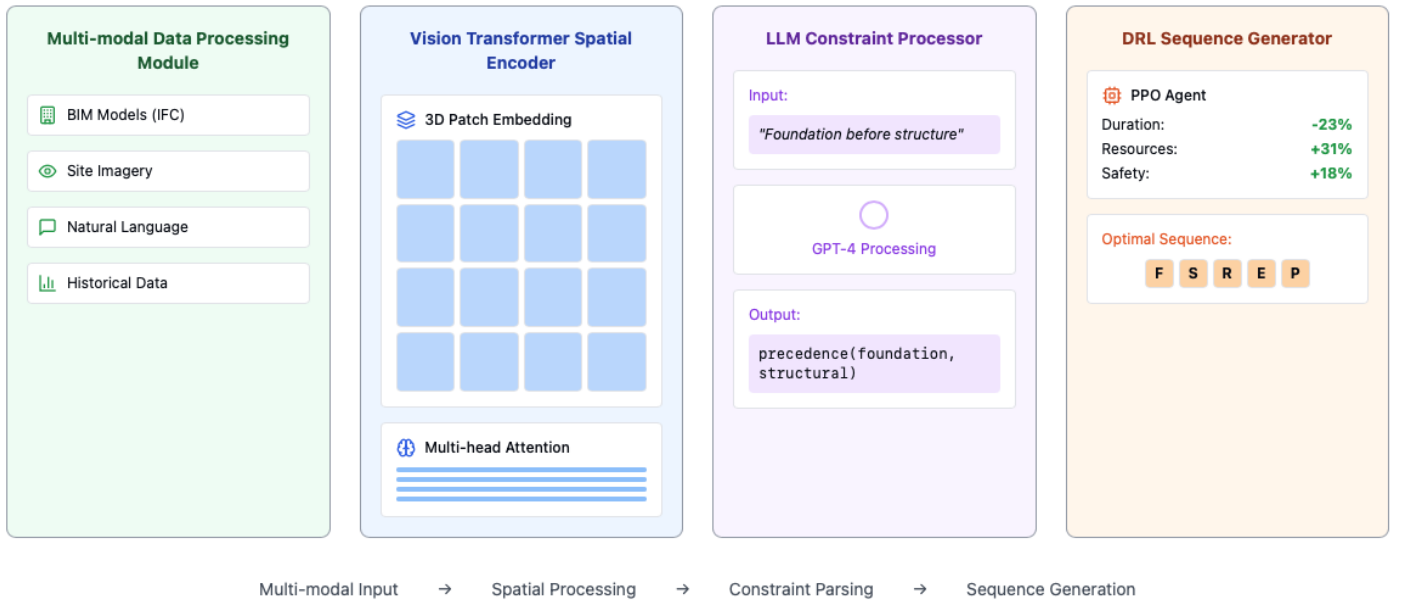 Multi-modal Data Processing
Module
BIM Models (IFC)
Site Imagery
Natural Language
Historical Data
Vision Transformer Spatial
Encoder
3D Patch Embedding
Multi-head Attention
LLM Constraint Processor
Input:
"Foundation before structure"
GPT-4 Processing
Output:
precedence(foundation,
structural)
DRL Sequence Generator
PPO Agent
Duration: -23%
Resources: +31%
Safety: +18%
Optimal Sequence:
F S R E P
Multi-modal Input → Spatial Processing → Constraint Parsing → Sequence Generation